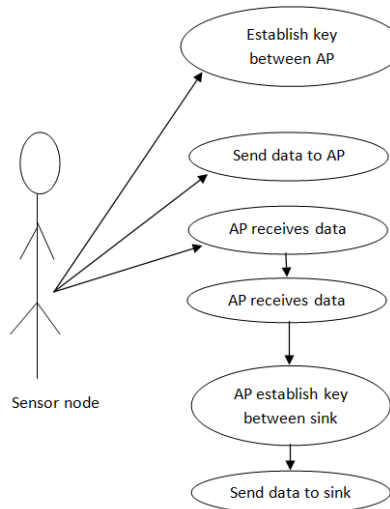 Establish key
between AP
Send data to AP
AP receives data
AP receives data
AP establish key
between sink
Sensor node
Send data to sink